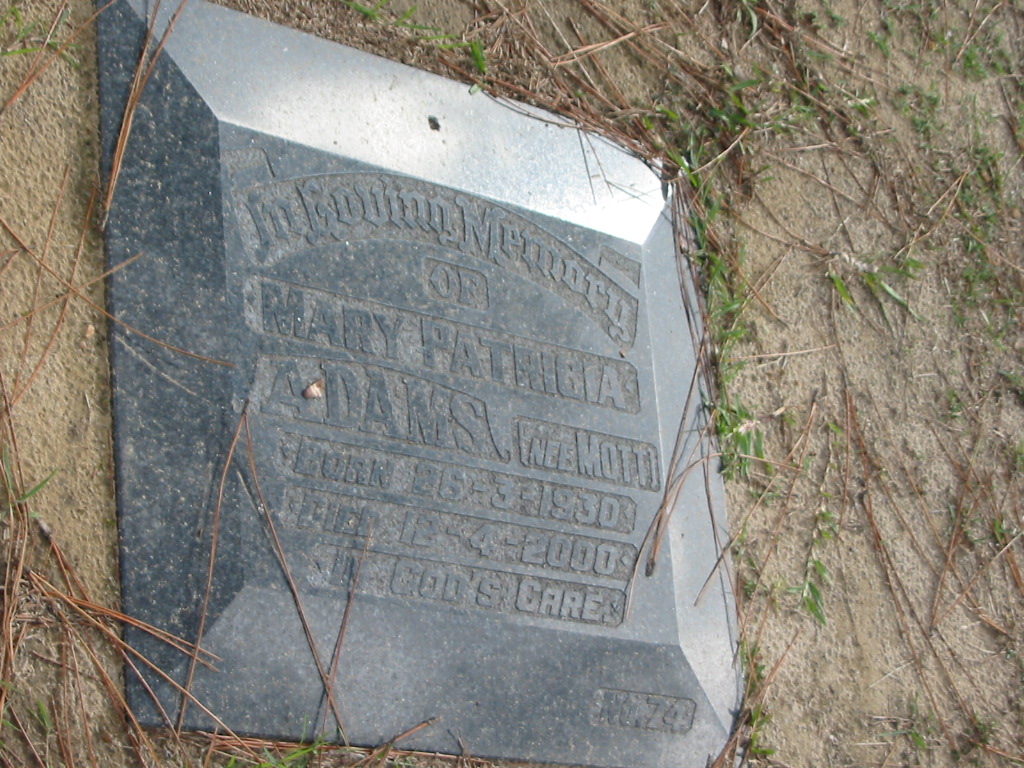 In Loving Memory
OF
MARY PATRICIA
ADAMS, (NEE MOTT)
BORN 26-3-1930.
DIED 12-4-2000.
IN GOD'S CARE.